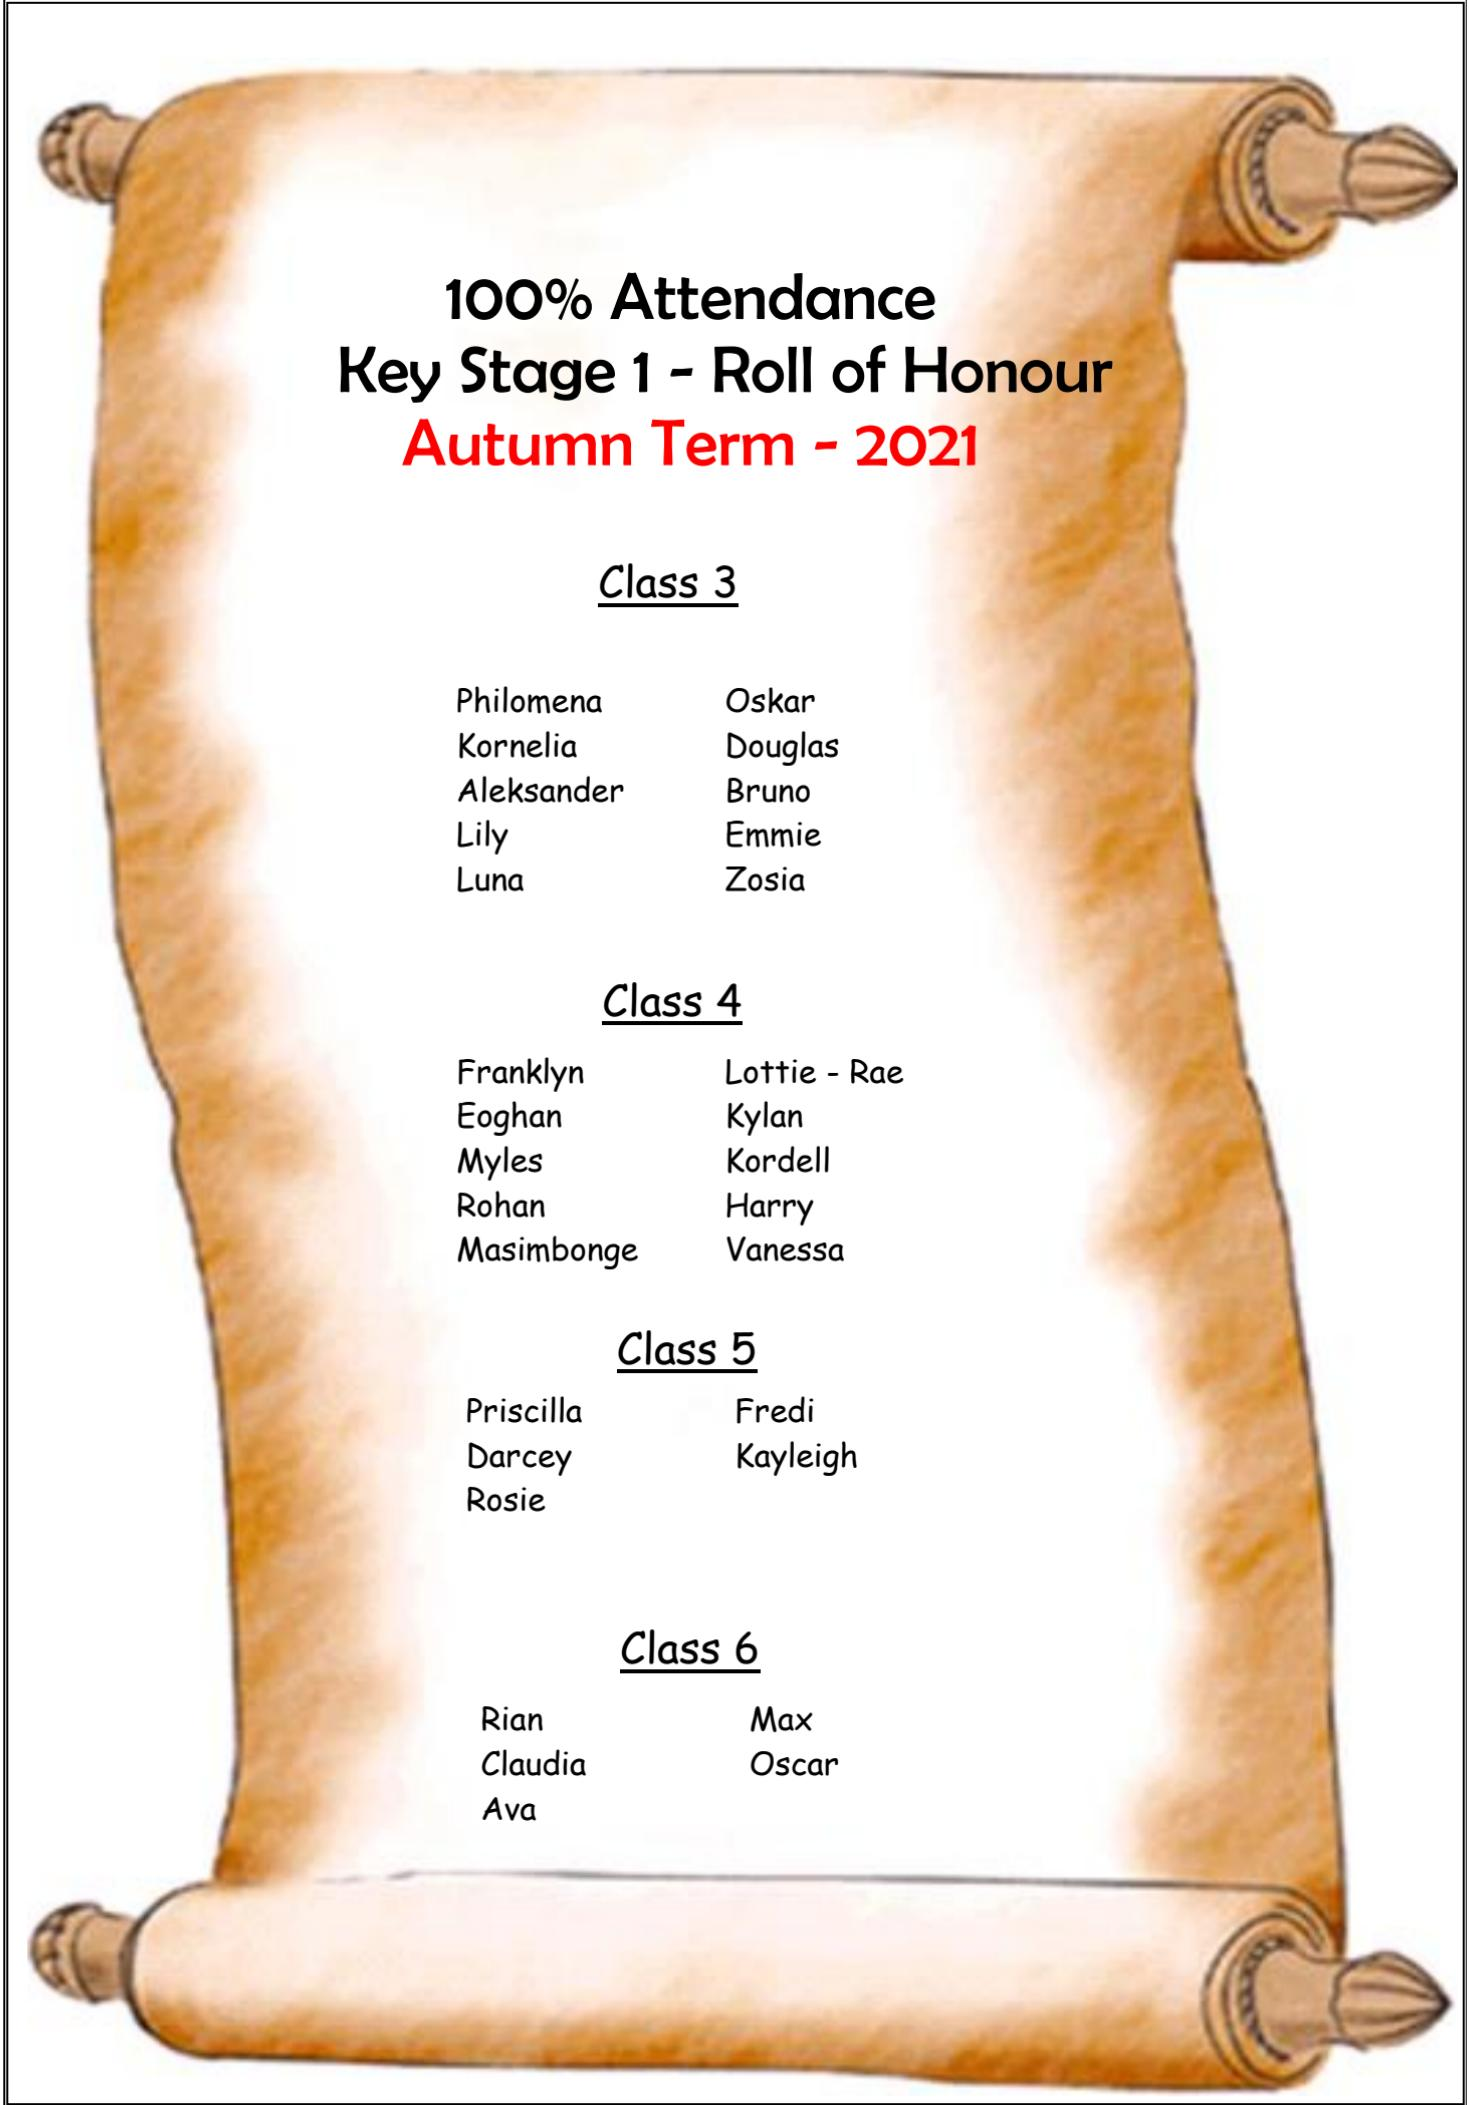 100% Attendance
Key Stage 1 - Roll of Honour
Autumn Term - 2021
Class 3
Philomena Oskar
Kornelia Douglas
Aleksander Bruno
Lily Emmie
Luna Zosia
Class 4
Franklyn Lottie - Rae
Eoghan Kylan
Myles Kordell
Rohan Harry
Masimbonge Vanessa
Class 5
Priscilla Fredi
Darcey Kayleigh
Rosie
Class 6
Rian Max
Claudia Oscar
Ava